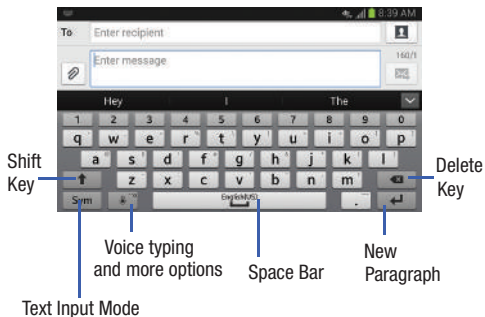 8:39 AM
To Enter recipient
Enter message
160/1
Hey I The
1 2 3 4 5 6 7 8 9 0
q w e r t y u i o p
a s d f g h j k l
z x c v b n m
Sym English(US) .
Shift
Key
Delete
Key
Voice typing
and more options
Space Bar
New
Paragraph
Text Input Mode